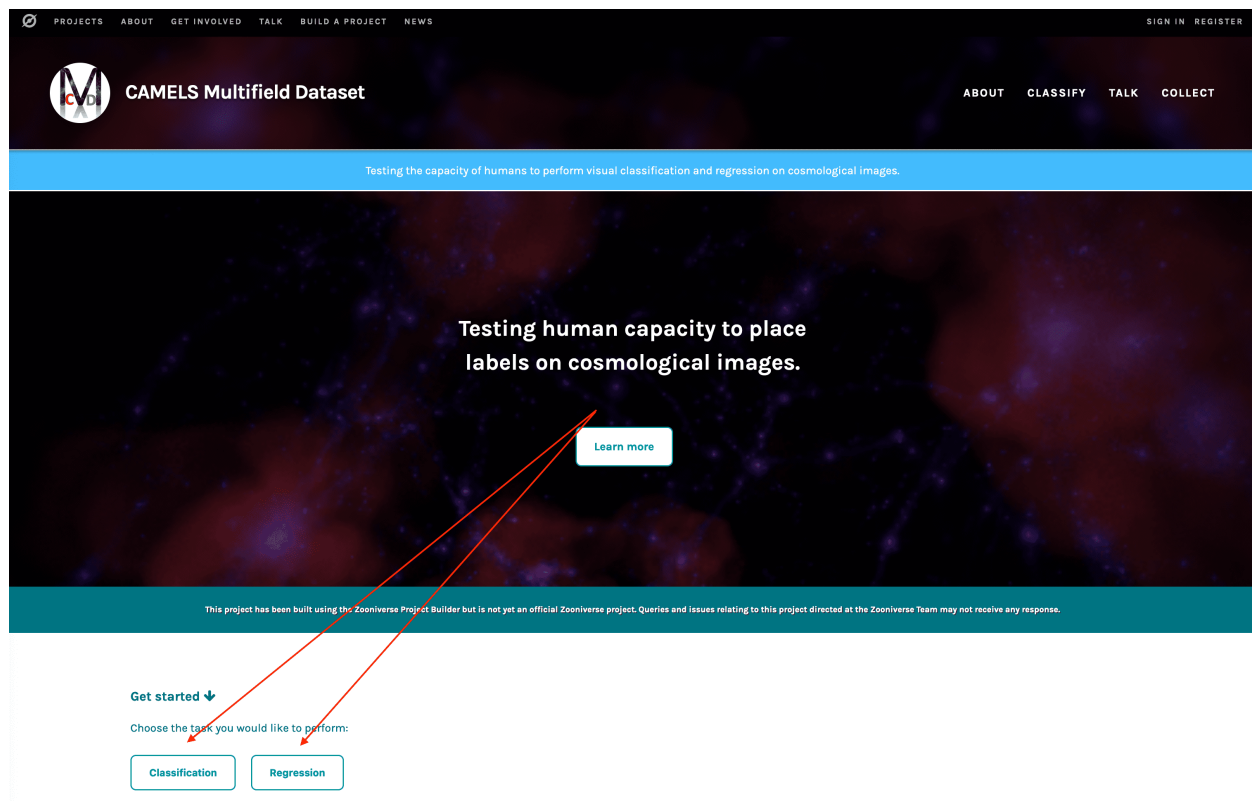 PROJECTS ABOUT GET INVOLVED TALK BUILD A PROJECT NEWS SIGN IN REGISTER
M
C D
CAMELS Multifield Dataset
ABOUT CLASSIFY TALK COLLECT
Testing the capacity of humans to perform visual classification and regression on cosmological images.
Testing human capacity to place
labels on cosmological images.
Learn more
This project has been built using the Zooniverse Project Builder but is not yet an official Zooniverse project. Queries and issues relating to this project directed at the Zooniverse Team may not receive any response.
Get started
Choose the task you would like to perform:
Classification Regression